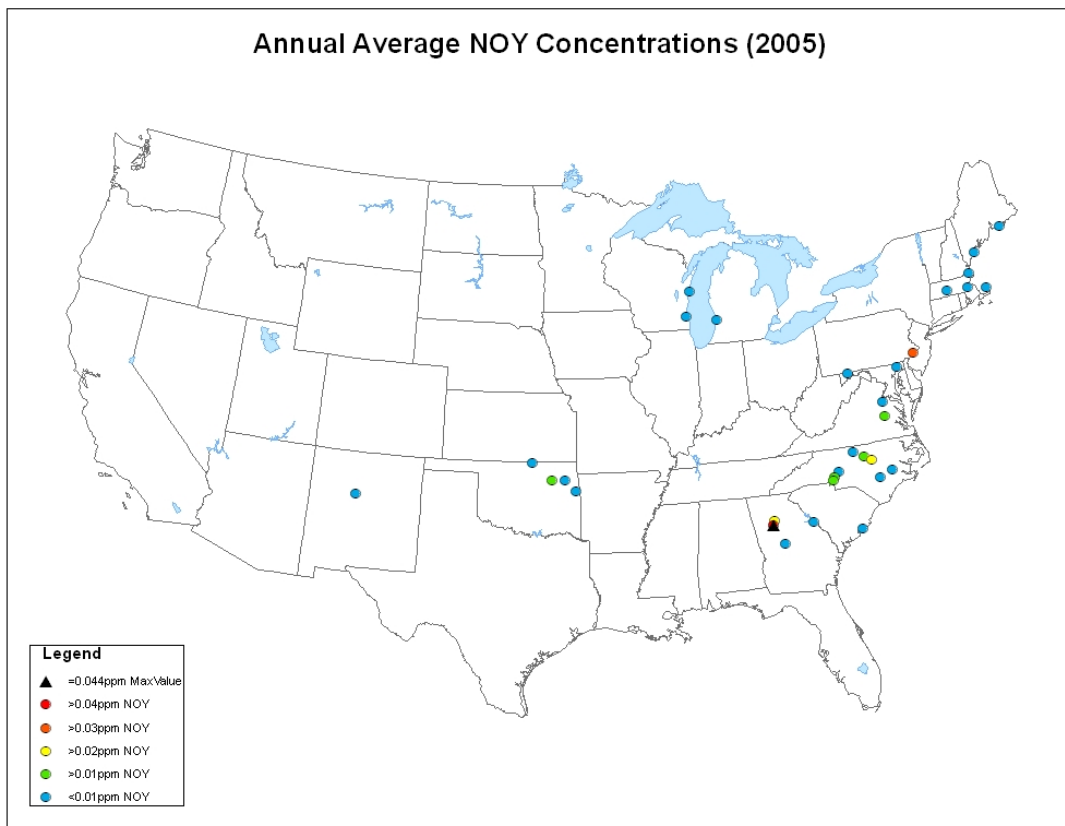 Annual Average NOY Concentrations (2005)
Legend
=0.044ppm MaxValue
>0.04ppm NOY
>0.03ppm NOY
>0.02ppm NOY
>0.01ppm NOY
<0.01ppm NOY